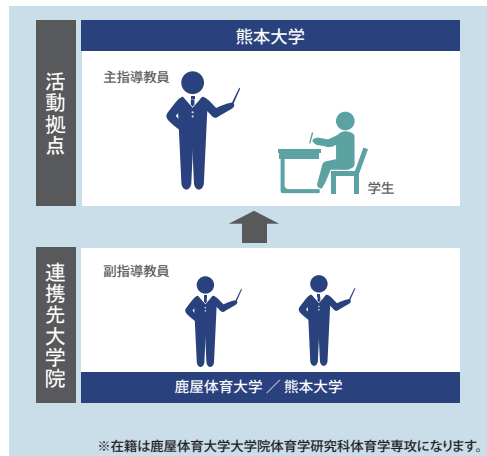 熊本大学
活動拠点
主指導教員
学生
連携先大学院
副指導教員
鹿屋体育大学／熊本大学
※在籍は鹿屋体育大学大学院体育学研究科体育学専攻になります。